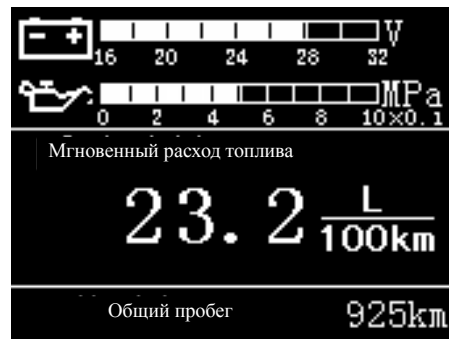 - + V
16 20 24 28 32
MPa
0 2 4 6 8 10×0.1
Мгновенный расход топлива
23.2 L/100km
Общий пробег 925km